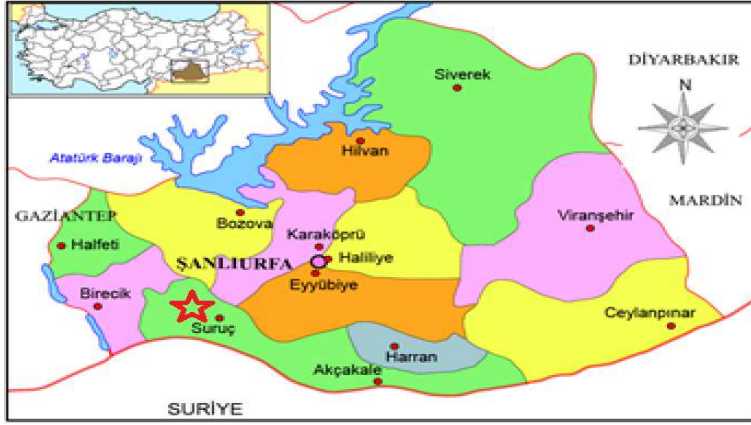 DİYARBAKIR
Siverek
N
Atatürk Barajı
Hilvan
MARDİN
GAZİANTEP
Viranşehir
Bozova
Halfeti
Karaköprü
ŞANLIURFA
Haliliye
Eyyübiye
Birecik
Ceylanpınar
Suruç
Harran
Akçakale
SURİYE